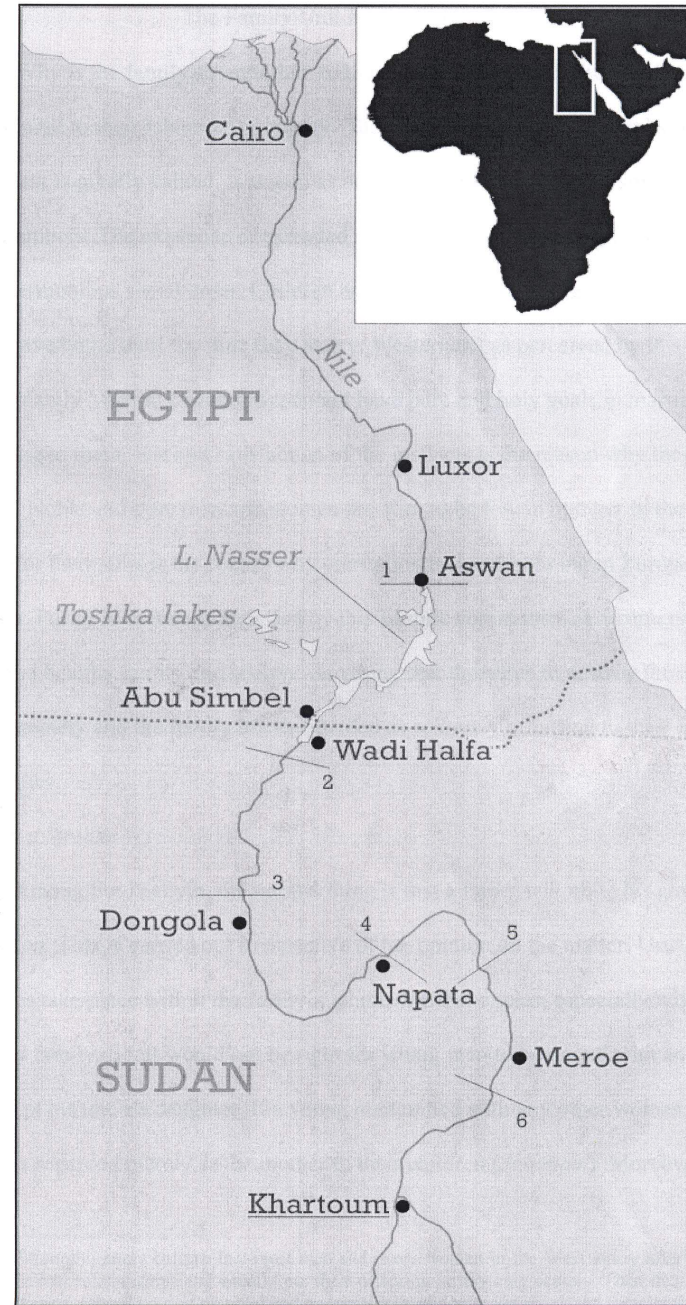 Cairo
Nile
EGYPT
Luxor
L. Nasser
1
Aswan
Toshka lakes
Abu Simbel
Wadi Halfa
2
3
Dongola
4
5
Napata
Meroe
SUDAN
6
Khartoum